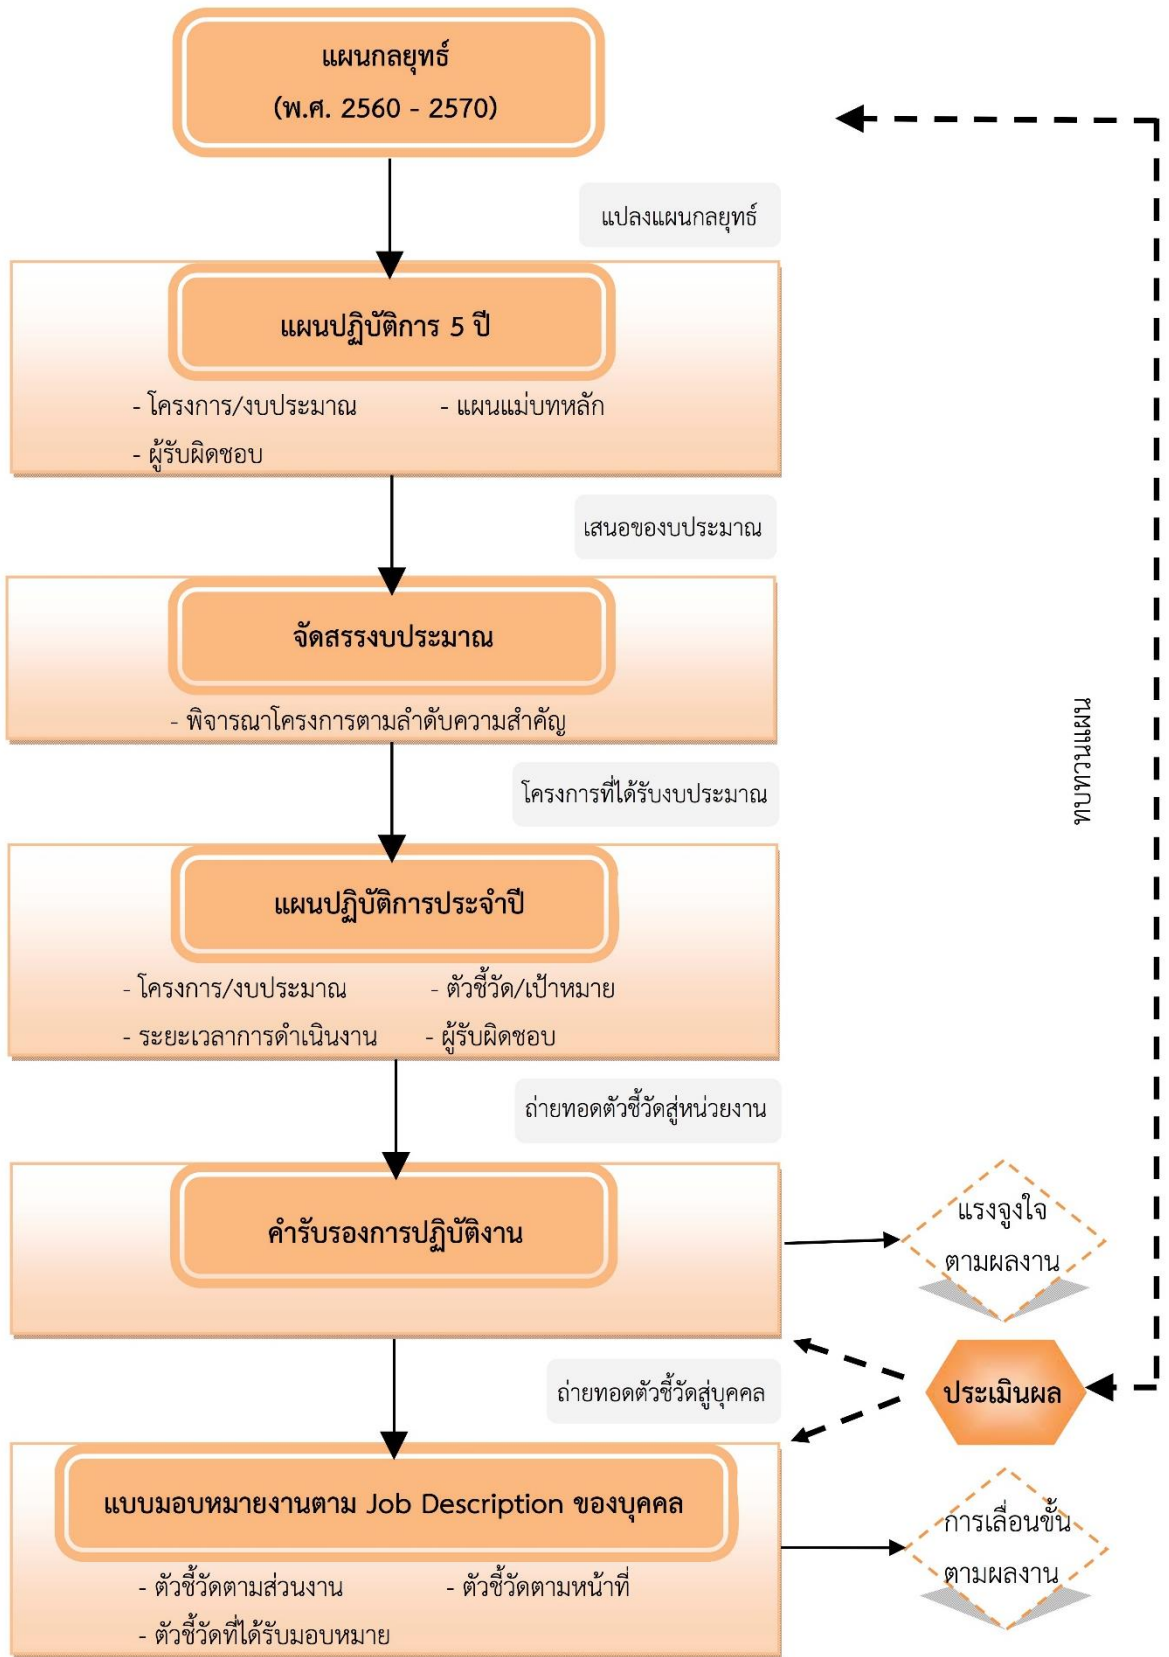 แผนกลยุทธ์
(พ.ศ. 2560 - 2570)
แปลงแผนกลยุทธ์
แผนปฏิบัติการ 5 ปี
- โครงการ/งบประมาณ - แผนแม่บทหลัก
- ผู้รับผิดชอบ
เสนอของบประมาณ
จัดสรรงบประมาณ
- พิจารณาโครงการตามลำดับความสำคัญ
ทบทวนแผน
โครงการที่ได้รับงบประมาณ
แผนปฏิบัติการประจำปี
- โครงการ/งบประมาณ - ตัวชี้วัด/เป้าหมาย
- ระยะเวลาการดำเนินงาน - ผู้รับผิดชอบ
ถ่ายทอดตัวชี้วัดสู่หน่วยงาน
คำรับรองการปฏิบัติงาน
แรงจูงใจ
ตามผลงาน
ถ่ายทอดตัวชี้วัดสู่บุคคล
ประเมินผล
แบบมอบหมายงานตาม Job Description ของบุคคล
- ตัวชี้วัดตามส่วนงาน - ตัวชี้วัดตามหน้าที่
- ตัวชี้วัดที่ได้รับมอบหมาย
การเลื่อนขั้น
ตามผลงาน